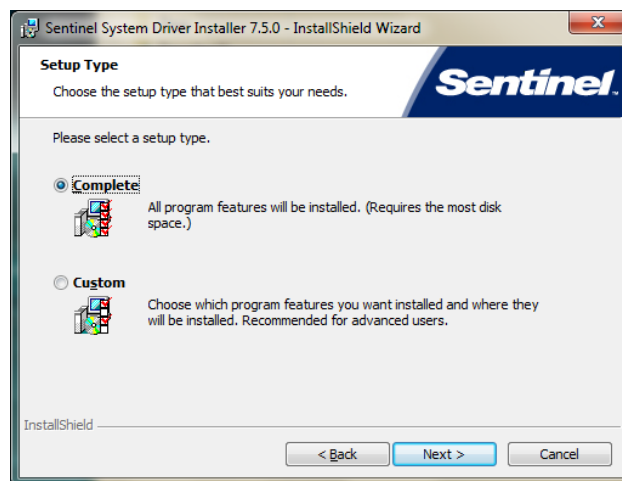 Sentinel System Driver Installer 7.5.0 - InstallShield Wizard
Setup Type
Choose the setup type that best suits your needs.
Sentinel.
Please select a setup type.
Complete
All program features will be installed. (Requires the most disk
space.)
Custom
Choose which program features you want installed and where they
will be installed. Recommended for advanced users.
InstallShield
< Back
Next >
Cancel